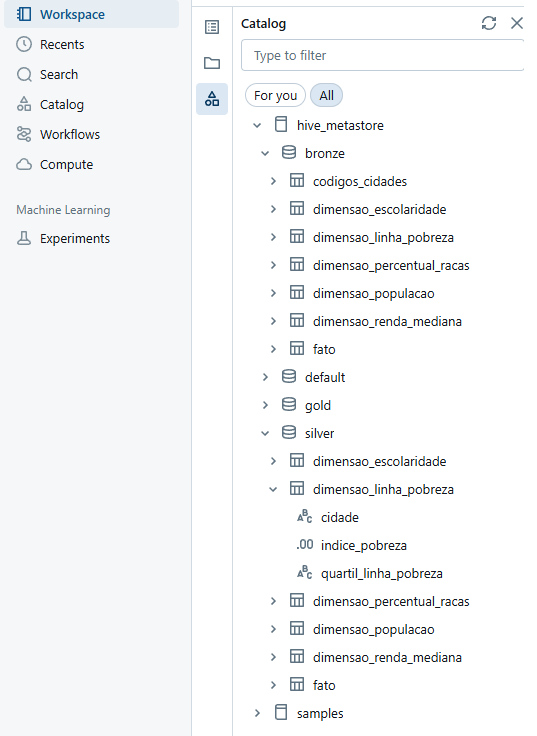 Workspace
Recents
Search
Catalog
Workflows
Compute
Machine Learning
Experiments
Catalog
Type to filter
For you
All
hive_metastore
bronze
codigos_cidades
dimensao_escolaridade
dimensao_linha_pobreza
dimensao_percentual_racas
dimensao_populacao
dimensao_renda_mediana
fato
default
gold
silver
dimensao_escolaridade
dimensao_linha_pobreza
ABC cidade
.00 indice_pobreza
ABC quartil_linha_pobreza
dimensao_percentual_racas
dimensao_populacao
dimensao_renda_mediana
fato
samples